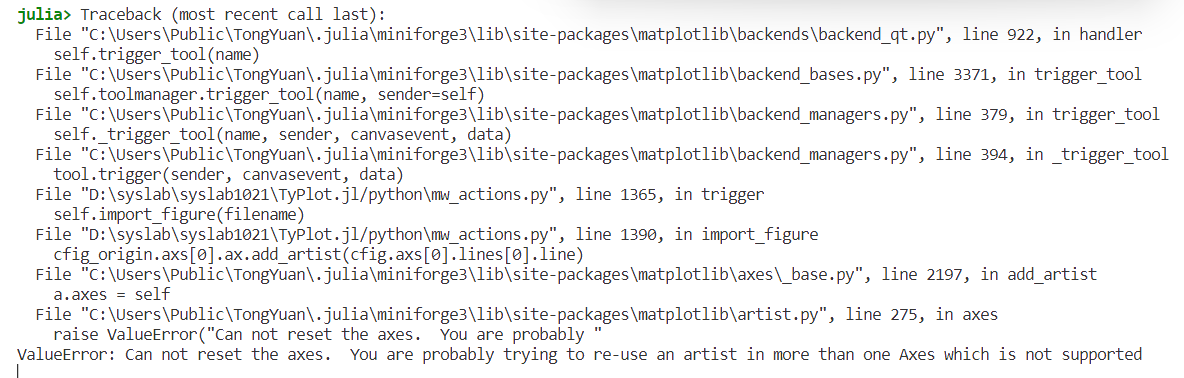 julia> Traceback (most recent call last):
  File "C:\Users\Public\TongYuan\.julia\miniforge3\lib\site-packages\matplotlib\backends\backend_qt.py", line 922, in handler
    self.trigger_tool(name)
  File "C:\Users\Public\TongYuan\.julia\miniforge3\lib\site-packages\matplotlib\backend_bases.py", line 3371, in trigger_tool
    self.toolmanager.trigger_tool(name, sender=self)
  File "C:\Users\Public\TongYuan\.julia\miniforge3\lib\site-packages\matplotlib\backend_managers.py", line 379, in trigger_tool
    self._trigger_tool(name, sender, canvasevent, data)
  File "C:\Users\Public\TongYuan\.julia\miniforge3\lib\site-packages\matplotlib\backend_managers.py", line 394, in _trigger_tool
    tool.trigger(sender, canvasevent, data)
  File "D:\syslab\syslab1021\TyPlot.jl/python\mw_actions.py", line 1365, in trigger
    self.import_figure(filename)
  File "D:\syslab\syslab1021\TyPlot.jl/python\mw_actions.py", line 1390, in import_figure
    cfig_origin.axs[0].ax.add_artist(cfig.axs[0].lines[0].line)
  File "C:\Users\Public\TongYuan\.julia\miniforge3\lib\site-packages\matplotlib\axes\_base.py", line 2197, in add_artist
    a.axes = self
  File "C:\Users\Public\TongYuan\.julia\miniforge3\lib\site-packages\matplotlib\artist.py", line 275, in axes
    raise ValueError("Can not reset the axes.  You are probably "
ValueError: Can not reset the axes.  You are probably trying to re-use an artist in more than one Axes which is not supported